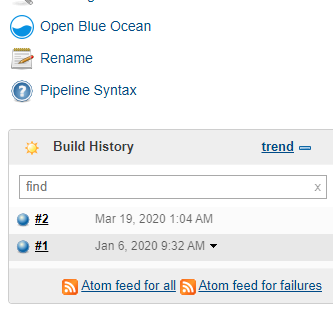 Open Blue Ocean
Rename
Pipeline Syntax
Build History trend
find x
#2 Mar 19, 2020 1:04 AM
#1 Jan 6, 2020 9:32 AM
Atom feed for all Atom feed for failures